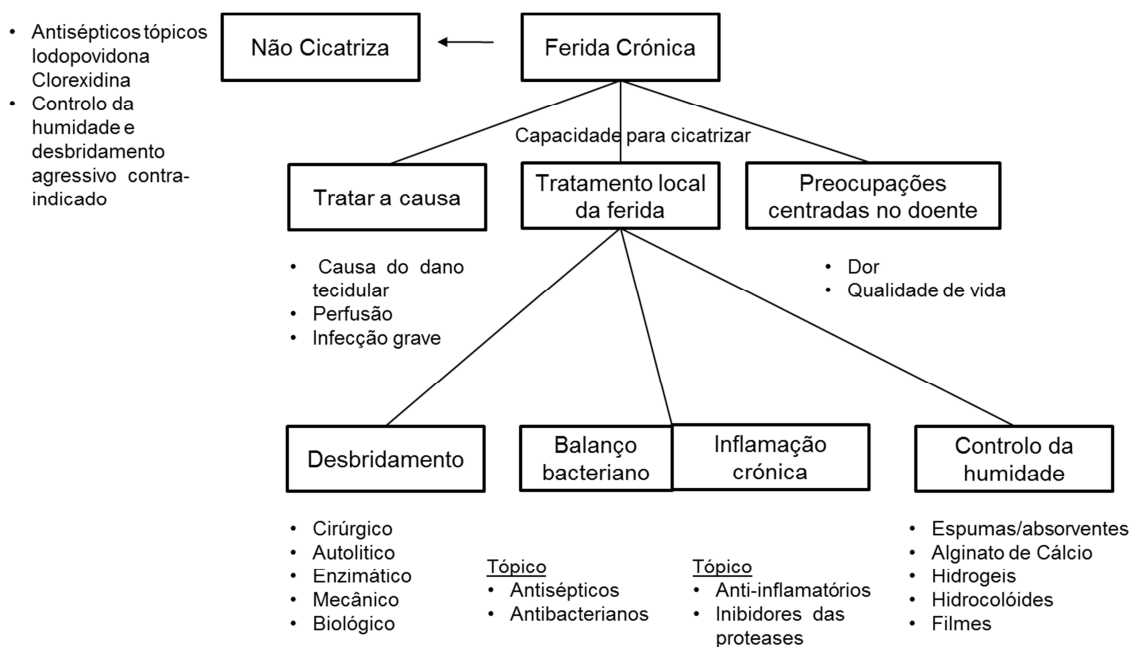 • Antisépticos tópicos
Iodopovidona
Clorexidina
• Controlo da
humidade e
desbridamento
agressivo contra-
indicado
Não Cicatriza
Ferida Crónica
Capacidade para cicatrizar
Tratar a causa
Tratamento local
da ferida
Preocupações
centradas no doente
• Causa do dano
tecidular
• Perfusão
• Infecção grave
• Dor
• Qualidade de vida
Desbridamento
Balanço
bacteriano
Inflamação
crónica
Controlo da
humidade
• Cirúrgico
• Autolitico
• Enzimático
• Mecânico
• Biológico
Tópico
• Antisépticos
• Antibacterianos
Tópico
• Anti-inflamatórios
• Inibidores das
proteases
• Espumas/absorventes
• Alginato de Cálcio
• Hidrogeis
• Hidrocolóides
• Filmes